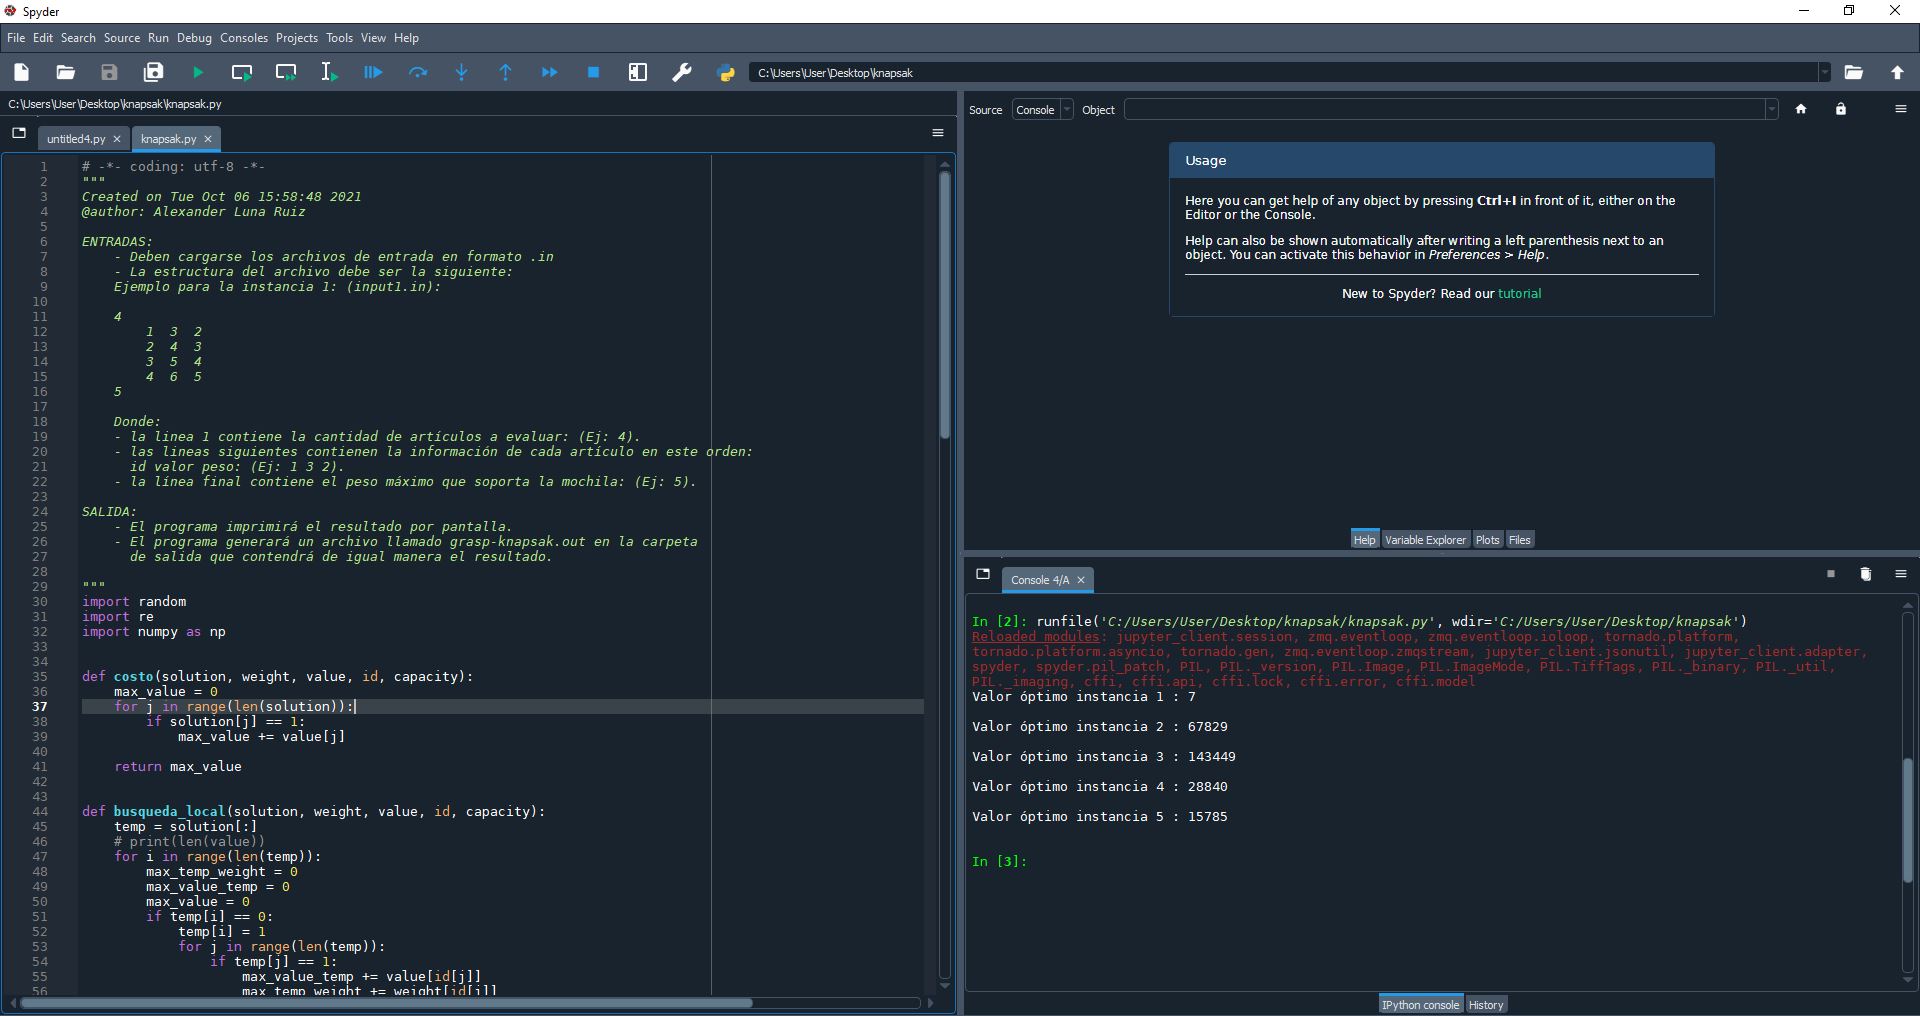 Spyder
File Edit Search Source Run Debug Consoles Projects Tools View Help
C:\Users\User\Desktop\knapsak
C:\Users\User\Desktop\knapsak\knapsak.py
untitled4.py
knapsak.py
1 # -*- coding: utf-8 -*-
2 """
3 Created on Tue Oct 06 15:58:48 2021
4 @author: Alexander Luna Ruiz
5
6 ENTRADAS:
7 - Deben cargarse los archivos de entrada en formato .in
8 - La estructura del archivo debe ser la siguiente:
9 Ejemplo para la instancia 1: (input1.in):
10
11 4
12 1 3 2
13 2 4 3
14 3 5 4
15 4 6 5
16 5
17
18 Donde:
19 - la linea 1 contiene la cantidad de artículos a evaluar: (Ej: 4).
20 - las lineas siguientes contienen la información de cada artículo en este orden:
21 id valor peso: (Ej: 1 3 2).
22 - la línea final contiene el peso máximo que soporta la mochila: (Ej: 5).
23
24 SALIDA:
25 - El programa imprimirá el resultado por pantalla.
26 - El programa generará un archivo llamado grasp-knapsak.out en la carpeta
27 de salida que contendrá de igual manera el resultado.
28
29 """
30 import random
31 import re
32 import numpy as np
33
34
35 def costo(solution, weight, value, id, capacity):
36 max_value = 0
37 for j in range(len(solution)):
38 if solution[j] == 1:
39 max_value += value[j]
40
41 return max_value
42
43
44 def busqueda_local(solution, weight, value, id, capacity):
45 temp = solution[:]
46 # print(len(value))
47 for i in range(len(temp)):
48 max_temp_weight = 0
49 max_value_temp = 0
50 max_value = 0
51 if temp[i] == 0:
52 temp[i] = 1
53 for j in range(len(temp)):
54 if temp[j] == 1:
55 max_value_temp += value[id[j]]
56 max_temp_weight += weight[id[j]]
Source Console Object
Usage
Here you can get help of any object by pressing Ctrl+I in front of it, either on the
Editor or the Console.
Help can also be shown automatically after writing a left parenthesis next to an
object. You can activate this behavior in Preferences > Help.
New to Spyder? Read our tutorial
Help Variable Explorer Plots Files
Console 4/A
In [2]: runfile('C:/Users/User/Desktop/knapsak/knapsak.py', wdir='C:/Users/User/Desktop/knapsak')
Reloaded modules: jupyter_client.session, zmq.eventloop, zmq.eventloop.ioloop, tornado.platform,
tornado.platform.asyncio, tornado.gen, zmq.eventloop.zmqstream, jupyter_client.jsonutil, jupyter_client.adapter,
spyder, spyder.pil_patch, PIL, PIL._version, PIL.Image, PIL.ImageMode, PIL.TiffTags, PIL._binary, PIL._util,
PIL._imaging, cffi, cffi.api, cffi.lock, cffi.error, cffi.model
Valor óptimo instancia 1 : 7
Valor óptimo instancia 2 : 67829
Valor óptimo instancia 3 : 143449
Valor óptimo instancia 4 : 28840
Valor óptimo instancia 5 : 15785
In [3]:
IPython console History